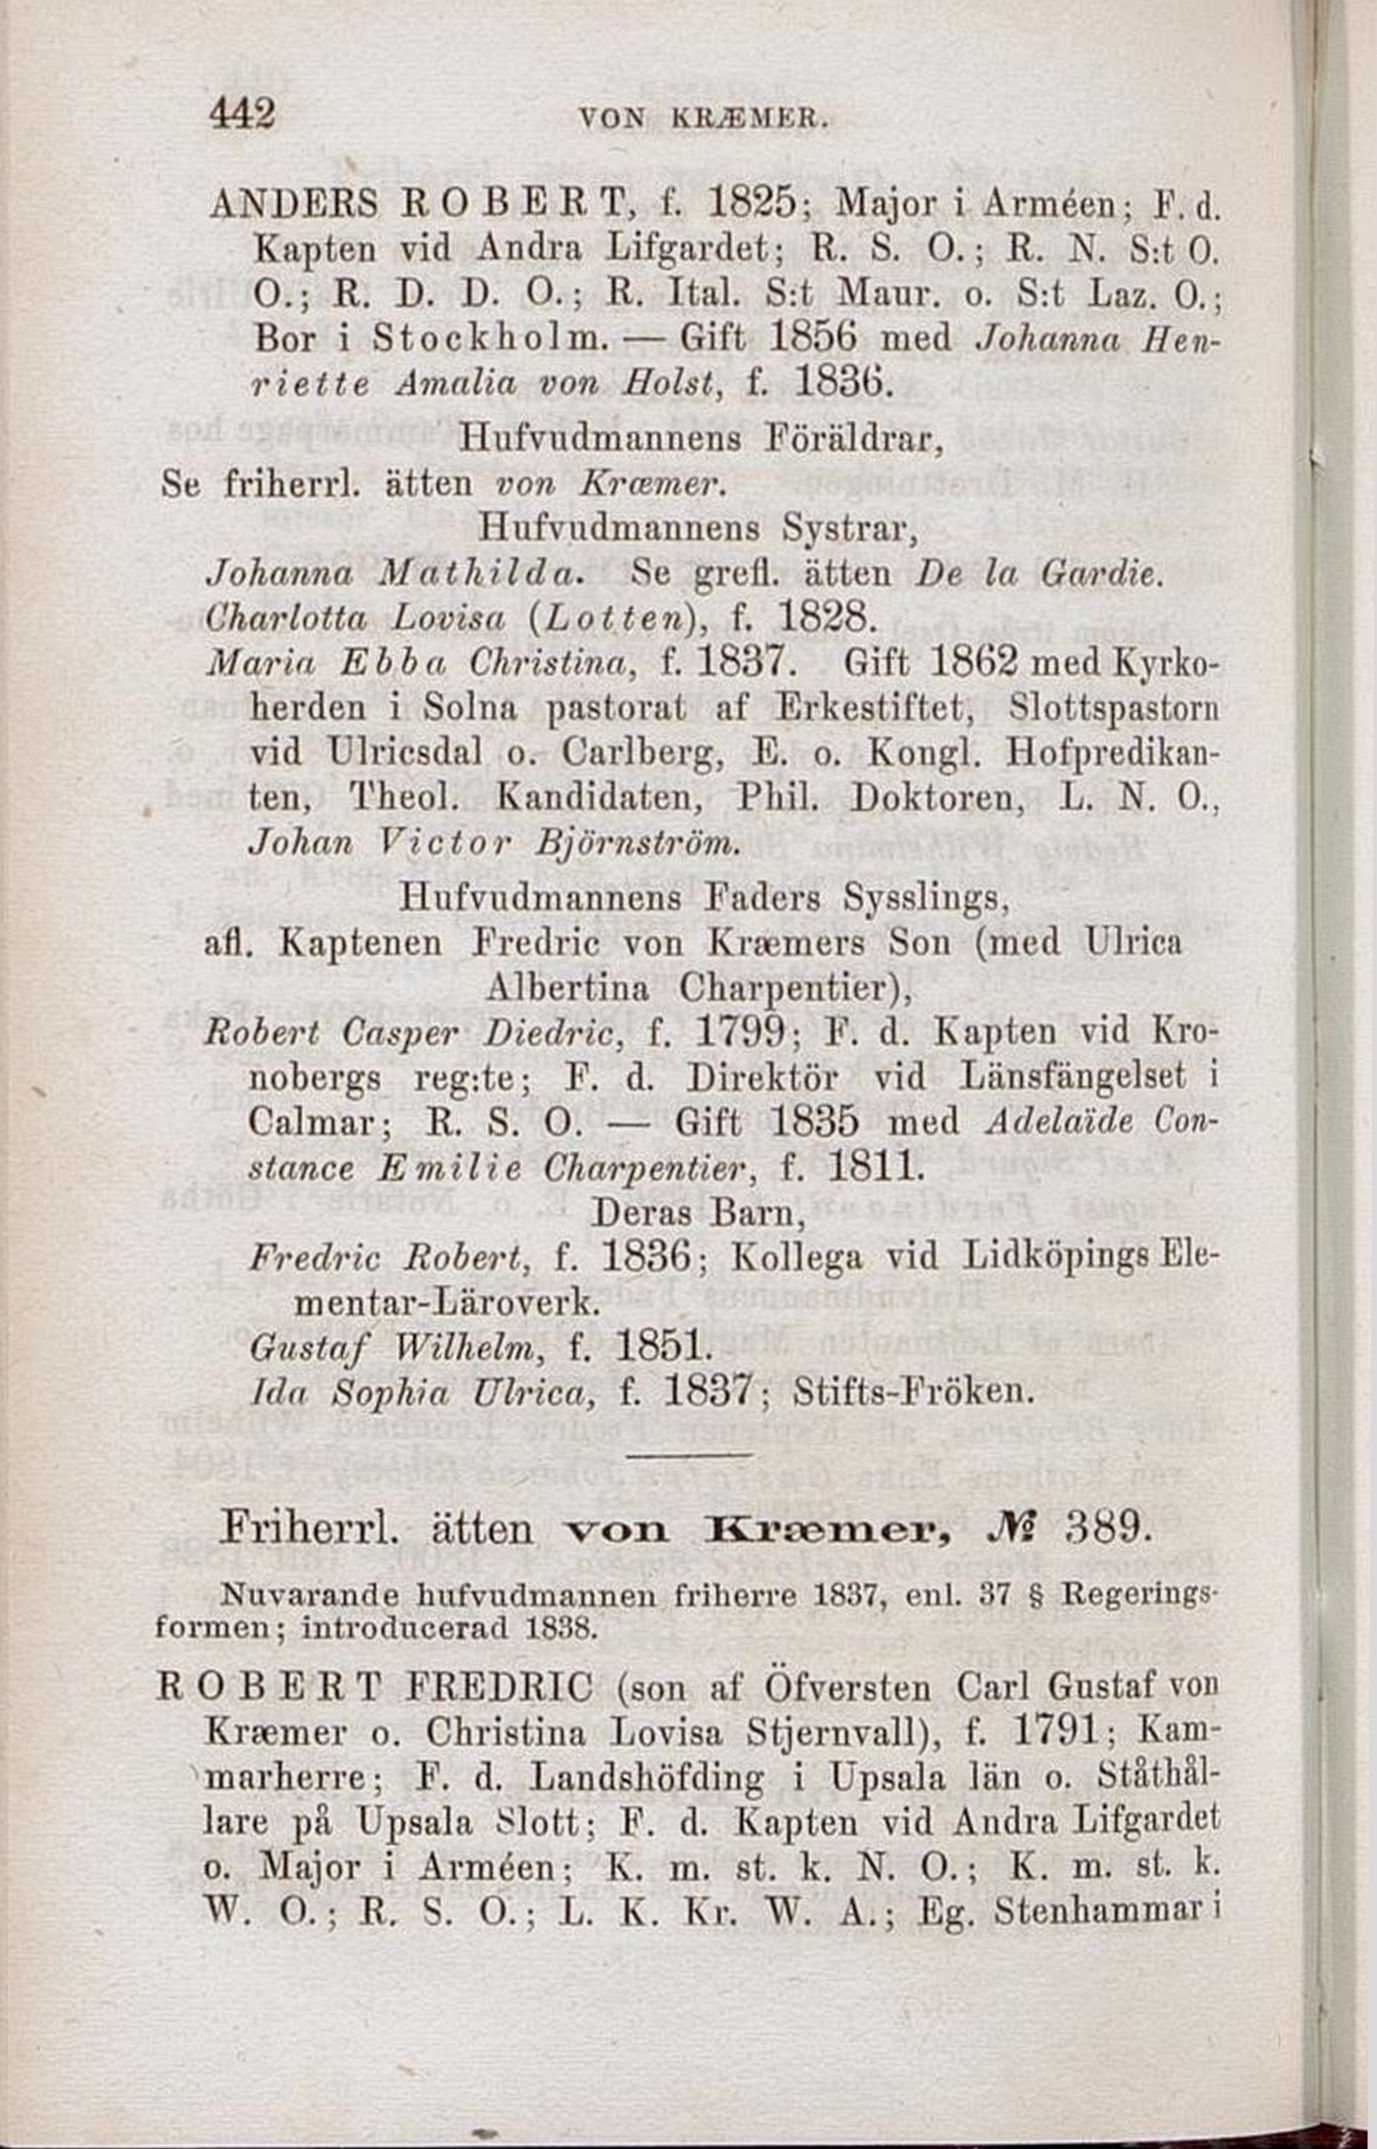 442 VON KRÆMER.
ANDERS ROBERT, f. 1825; Major i Arméen; F. d.
Kapten vid Andra Lifgardet; R. S. O.; R. N. S:t O.
O.; R. D. D. O.; R. Ital. S:t Maur. o. S:t Laz. O.;
Bor i Stockholm. — Gift 1856 med Johanna Hen-
riette Amalia von Holst, f. 1836.
Hufvudmannens Föräldrar,
Se friherrl. ätten von Kræmer.
Hufvudmannens Systrar,
Johanna Mathilda. Se grefl. ätten De la Gardie.
Charlotta Lovisa (Lotten), f. 1828.
Maria Ebba Christina, f. 1837. Gift 1862 med Kyrko-
herden i Solna pastorat af Erkestiftet, Slottspastorn
vid Ulricsdal o. Carlberg, E. o. Kongl. Hofpredikan-
ten, Theol. Kandidaten, Phil. Doktoren, L. N. O.,
Johan Victor Björnström.
Hufvudmannens Faders Sysslings,
afl. Kaptenen Fredric von Kræmers Son (med Ulrica
Albertina Charpentier),
Robert Casper Diedric, f. 1799; F. d. Kapten vid Kro-
nobergs reg:te; F. d. Direktör vid Länsfängelset i
Calmar; R. S. O. — Gift 1835 med Adelaïde Con-
stance Emilie Charpentier, f. 1811.
Deras Barn,
Fredric Robert, f. 1836; Kollega vid Lidköpings Ele-
mentar-Läroverk.
Gustaf Wilhelm, f. 1851.
Ida Sophia Ulrica, f. 1837; Stifts-Fröken.
Friherrl. ätten von Kræmer, № 389.
Nuvarande hufvudmannen friherre 1837, enl. 37 § Regerings-
formen; introducerad 1838.
ROBERT FREDRIC (son af Öfversten Carl Gustaf von
Kræmer o. Christina Lovisa Stjernvall), f. 1791; Kam-
marherre; F. d. Landshöfding i Upsala län o. Ståthål-
lare på Upsala Slott; F. d. Kapten vid Andra Lifgardet
o. Major i Arméen; K. m. st. k. N. O.; K. m. st. k.
W. O.; R. S. O.; L. K. Kr. W. A.; Eg. Stenhammar i